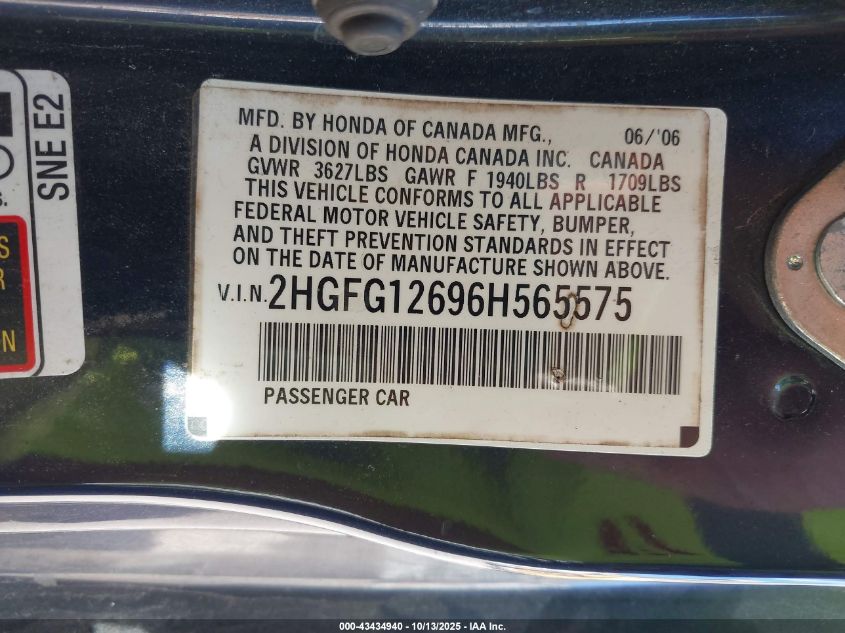 SNE E2
S.
S
R
N
MFD. BY HONDA OF CANADA MFG., 06/'06
A DIVISION OF HONDA CANADA INC. CANADA
GVWR 3627LBS GAWR F 1940LBS R 1709LBS
THIS VEHICLE CONFORMS TO ALL APPLICABLE
FEDERAL MOTOR VEHICLE SAFETY, BUMPER,
AND THEFT PREVENTION STANDARDS IN EFFECT
ON THE DATE OF MANUFACTURE SHOWN ABOVE.
V.I.N. 2HGFG12696H565575
PASSENGER CAR
000-43434940 | 10/13/2025 - IAA Inc.